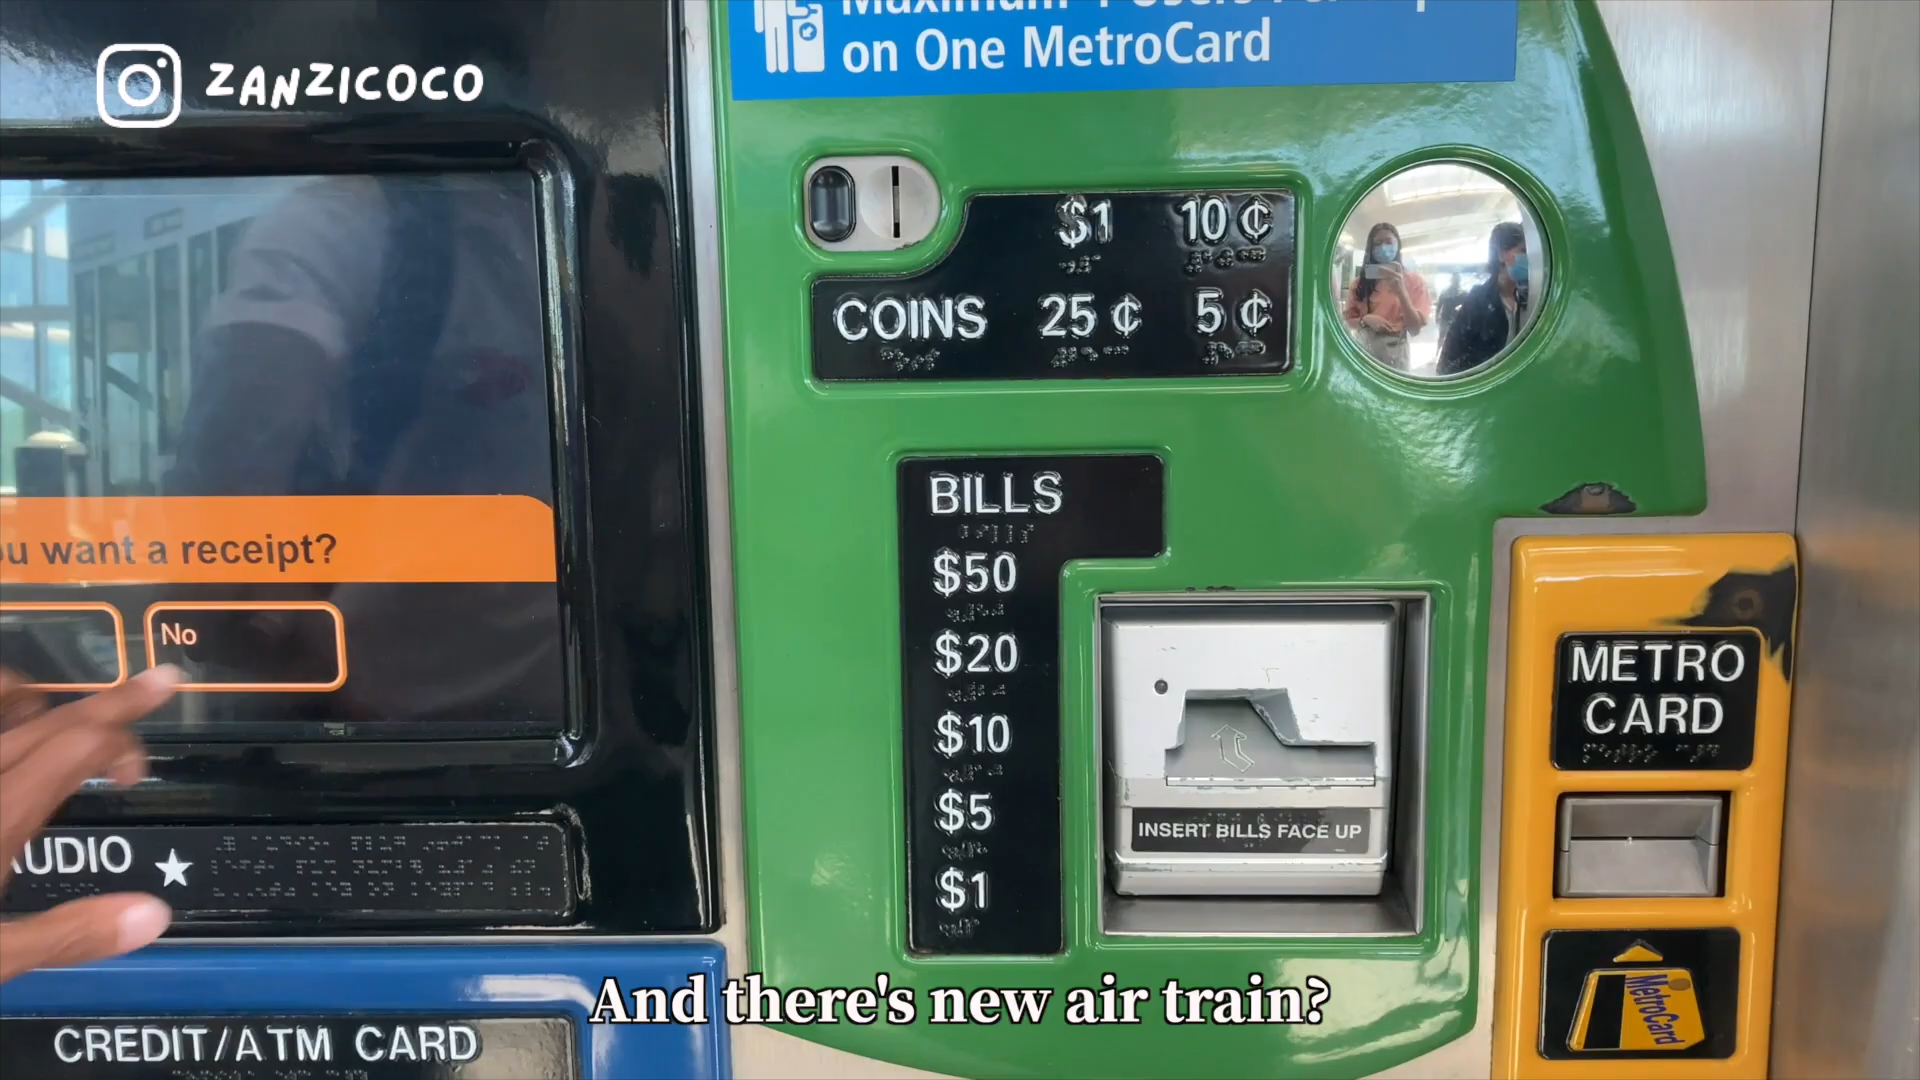 ZANZICOCO
on One MetroCard
$1 10 ¢
COINS 25 ¢ 5 ¢
BILLS
$50
$20
$10
$5
$1
want a receipt?
No
INSERT BILLS FACE UP
METRO
CARD
MetroCard
AUDIO
CREDIT/ATM CARD
And there's new air train?